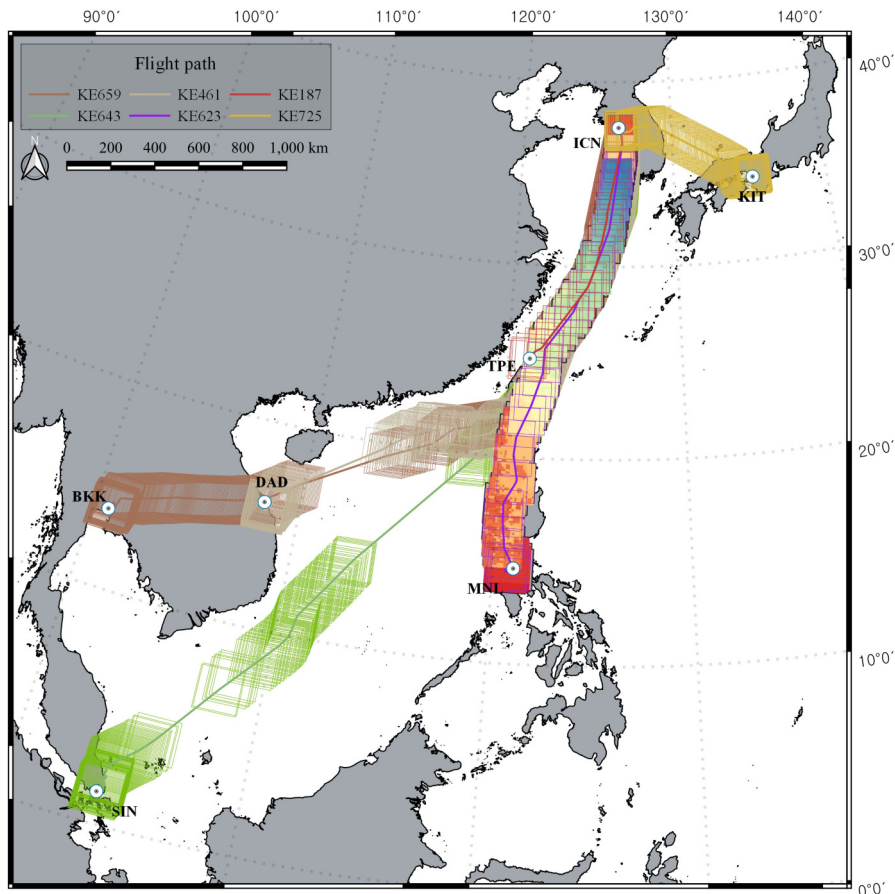 90°0´ 100°0´ 110°0´ 120°0´ 130°0´ 140°0´
Flight path
KE659 KE461 KE187
KE643 KE623 KE725
0 200 400 600 800 1,000 km
40°0´
ICN
KIT
30°0´
TPE
20°0´
DAD
BKK
MNL
10°0´
SIN
0°0´